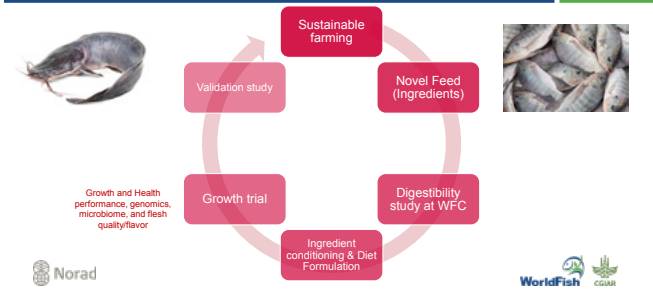 Sustainable
farming
Novel Feed
(Ingredients)
Digestibility
study at WFC
Ingredient
conditioning & Diet
Formulation
Growth trial
Growth and Health
performance, genomics,
microbiome, and flesh
quality/flavor
Validation study
Norad
WorldFish
CGIAR